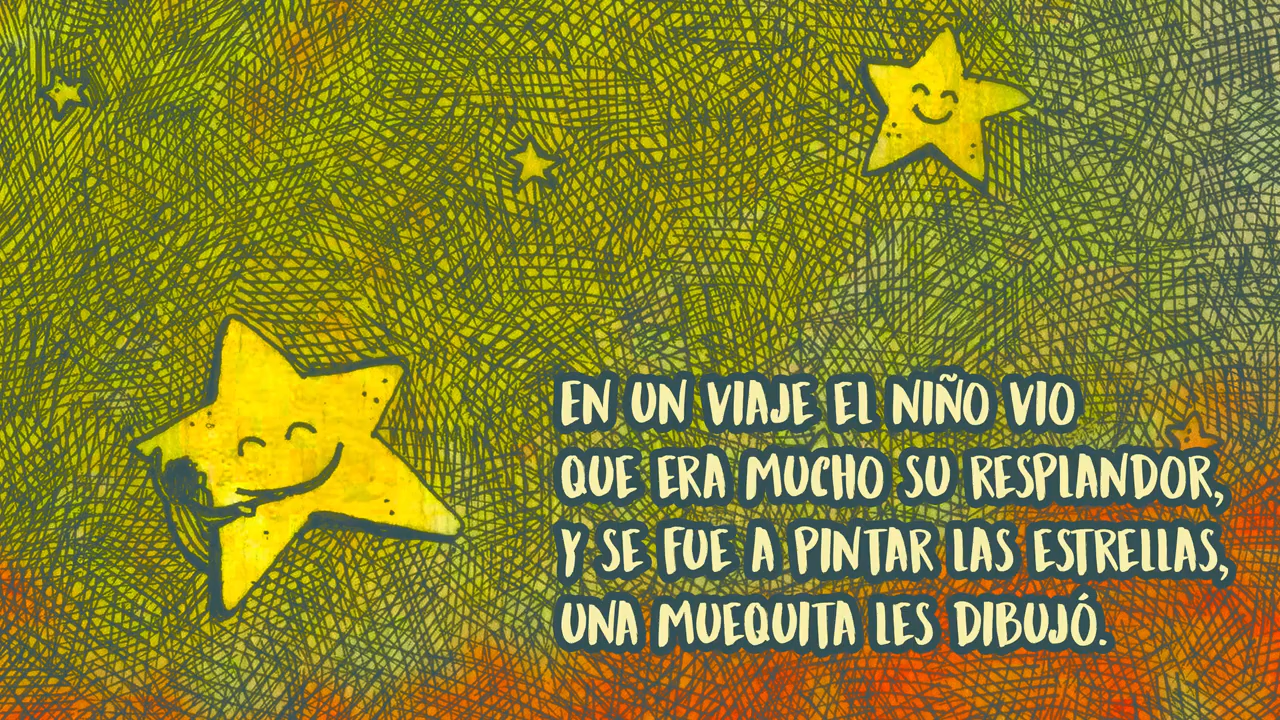 EN UN VIAJE EL NIÑO VIO
QUE ERA MUCHO SU RESPLANDOR,
Y SE FUE A PINTAR LAS ESTRELLAS,
UNA MUEQUITA LES DIBUJÓ.